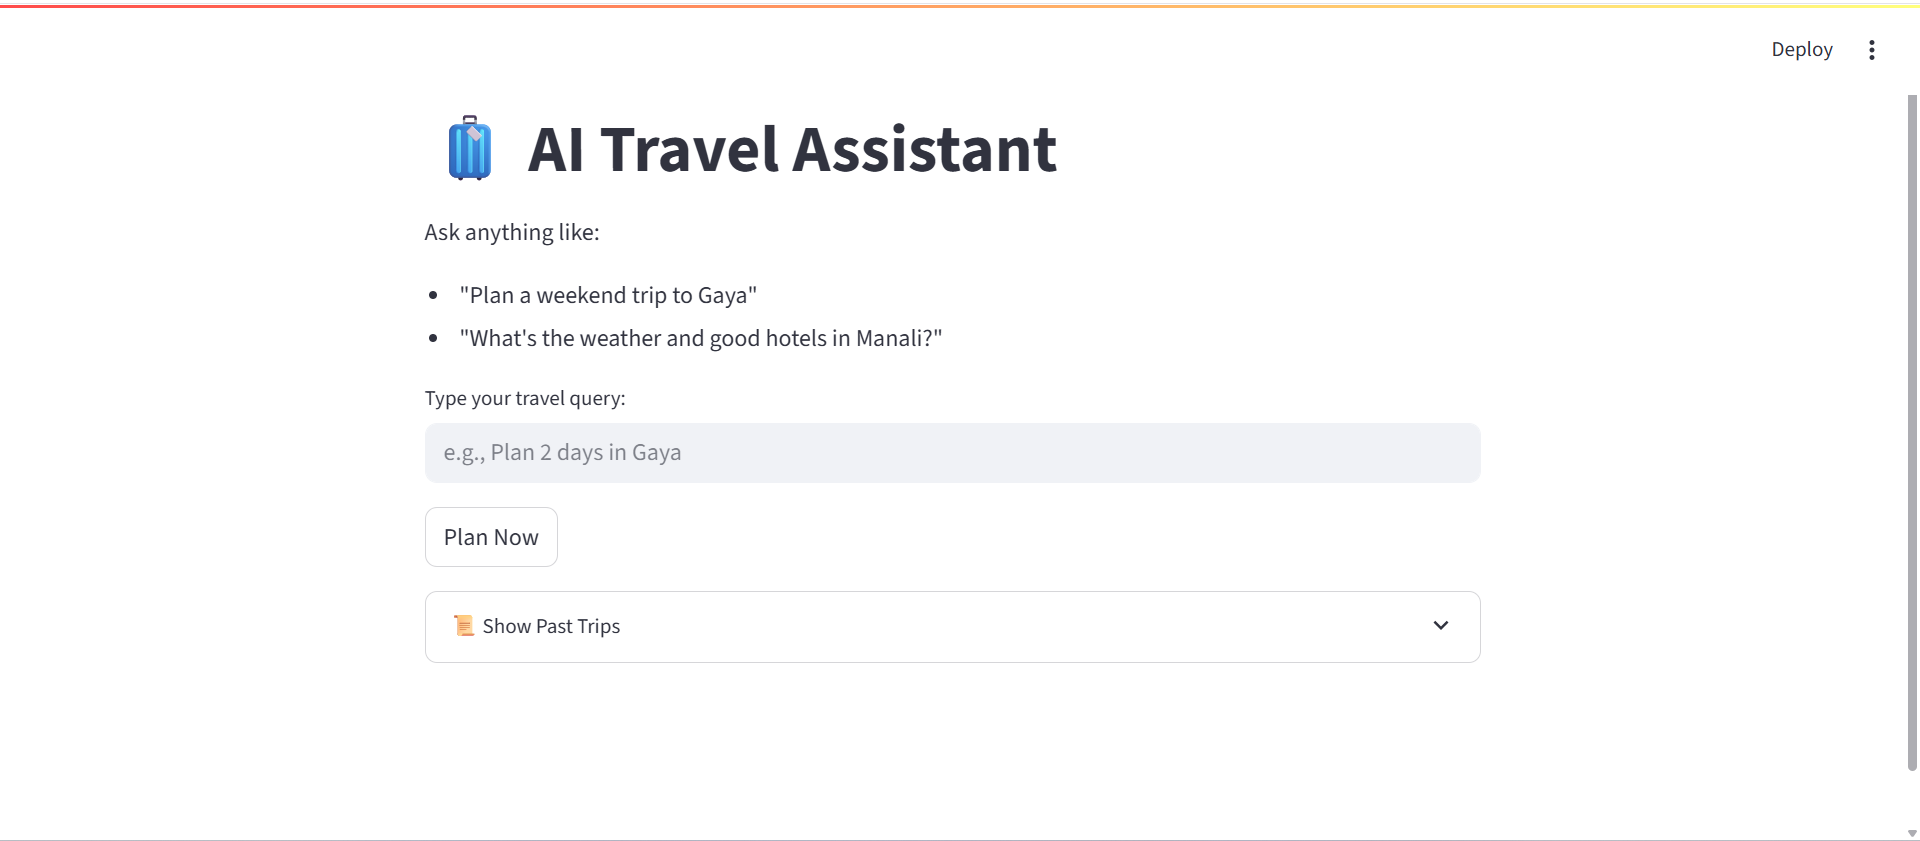 Deploy
AI Travel Assistant
Ask anything like:
"Plan a weekend trip to Gaya"
"What's the weather and good hotels in Manali?"
Type your travel query:
e.g., Plan 2 days in Gaya
Plan Now
Show Past Trips